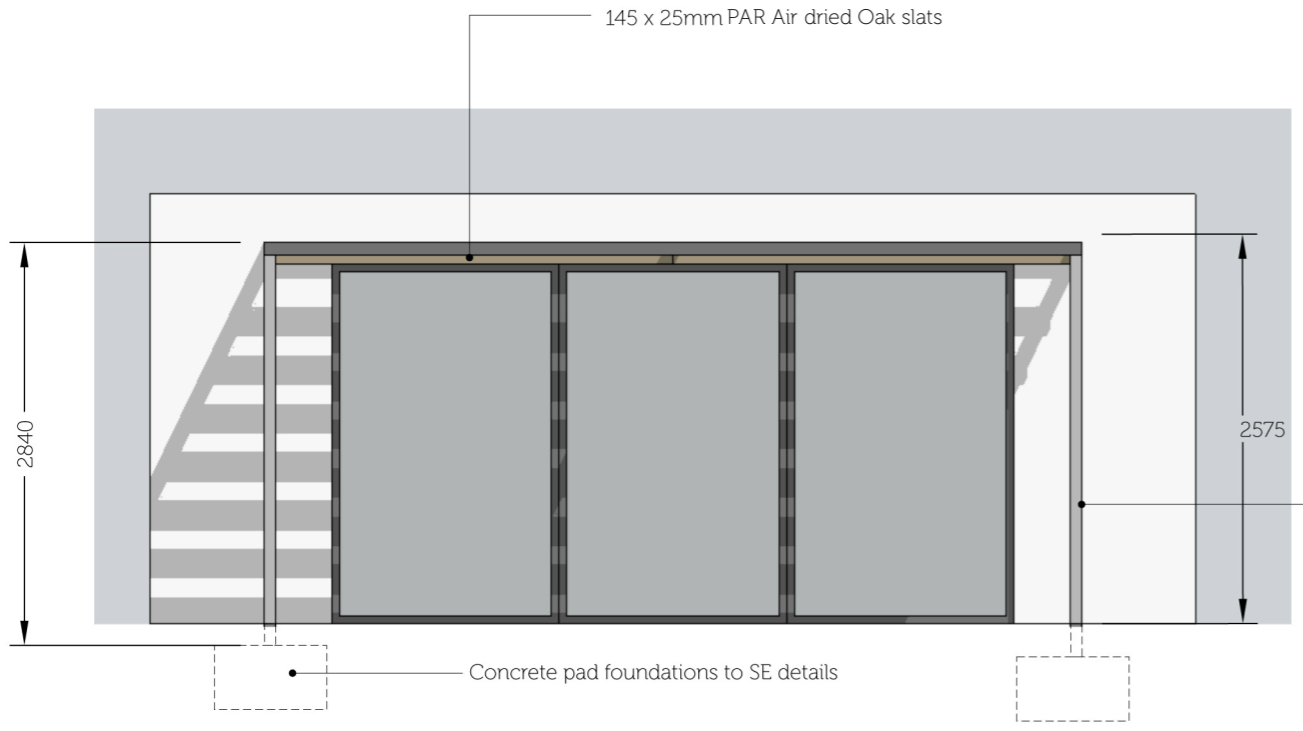 145 x 25mm PAR Air dried Oak slats
2840
2575
Concrete pad foundations to SE details